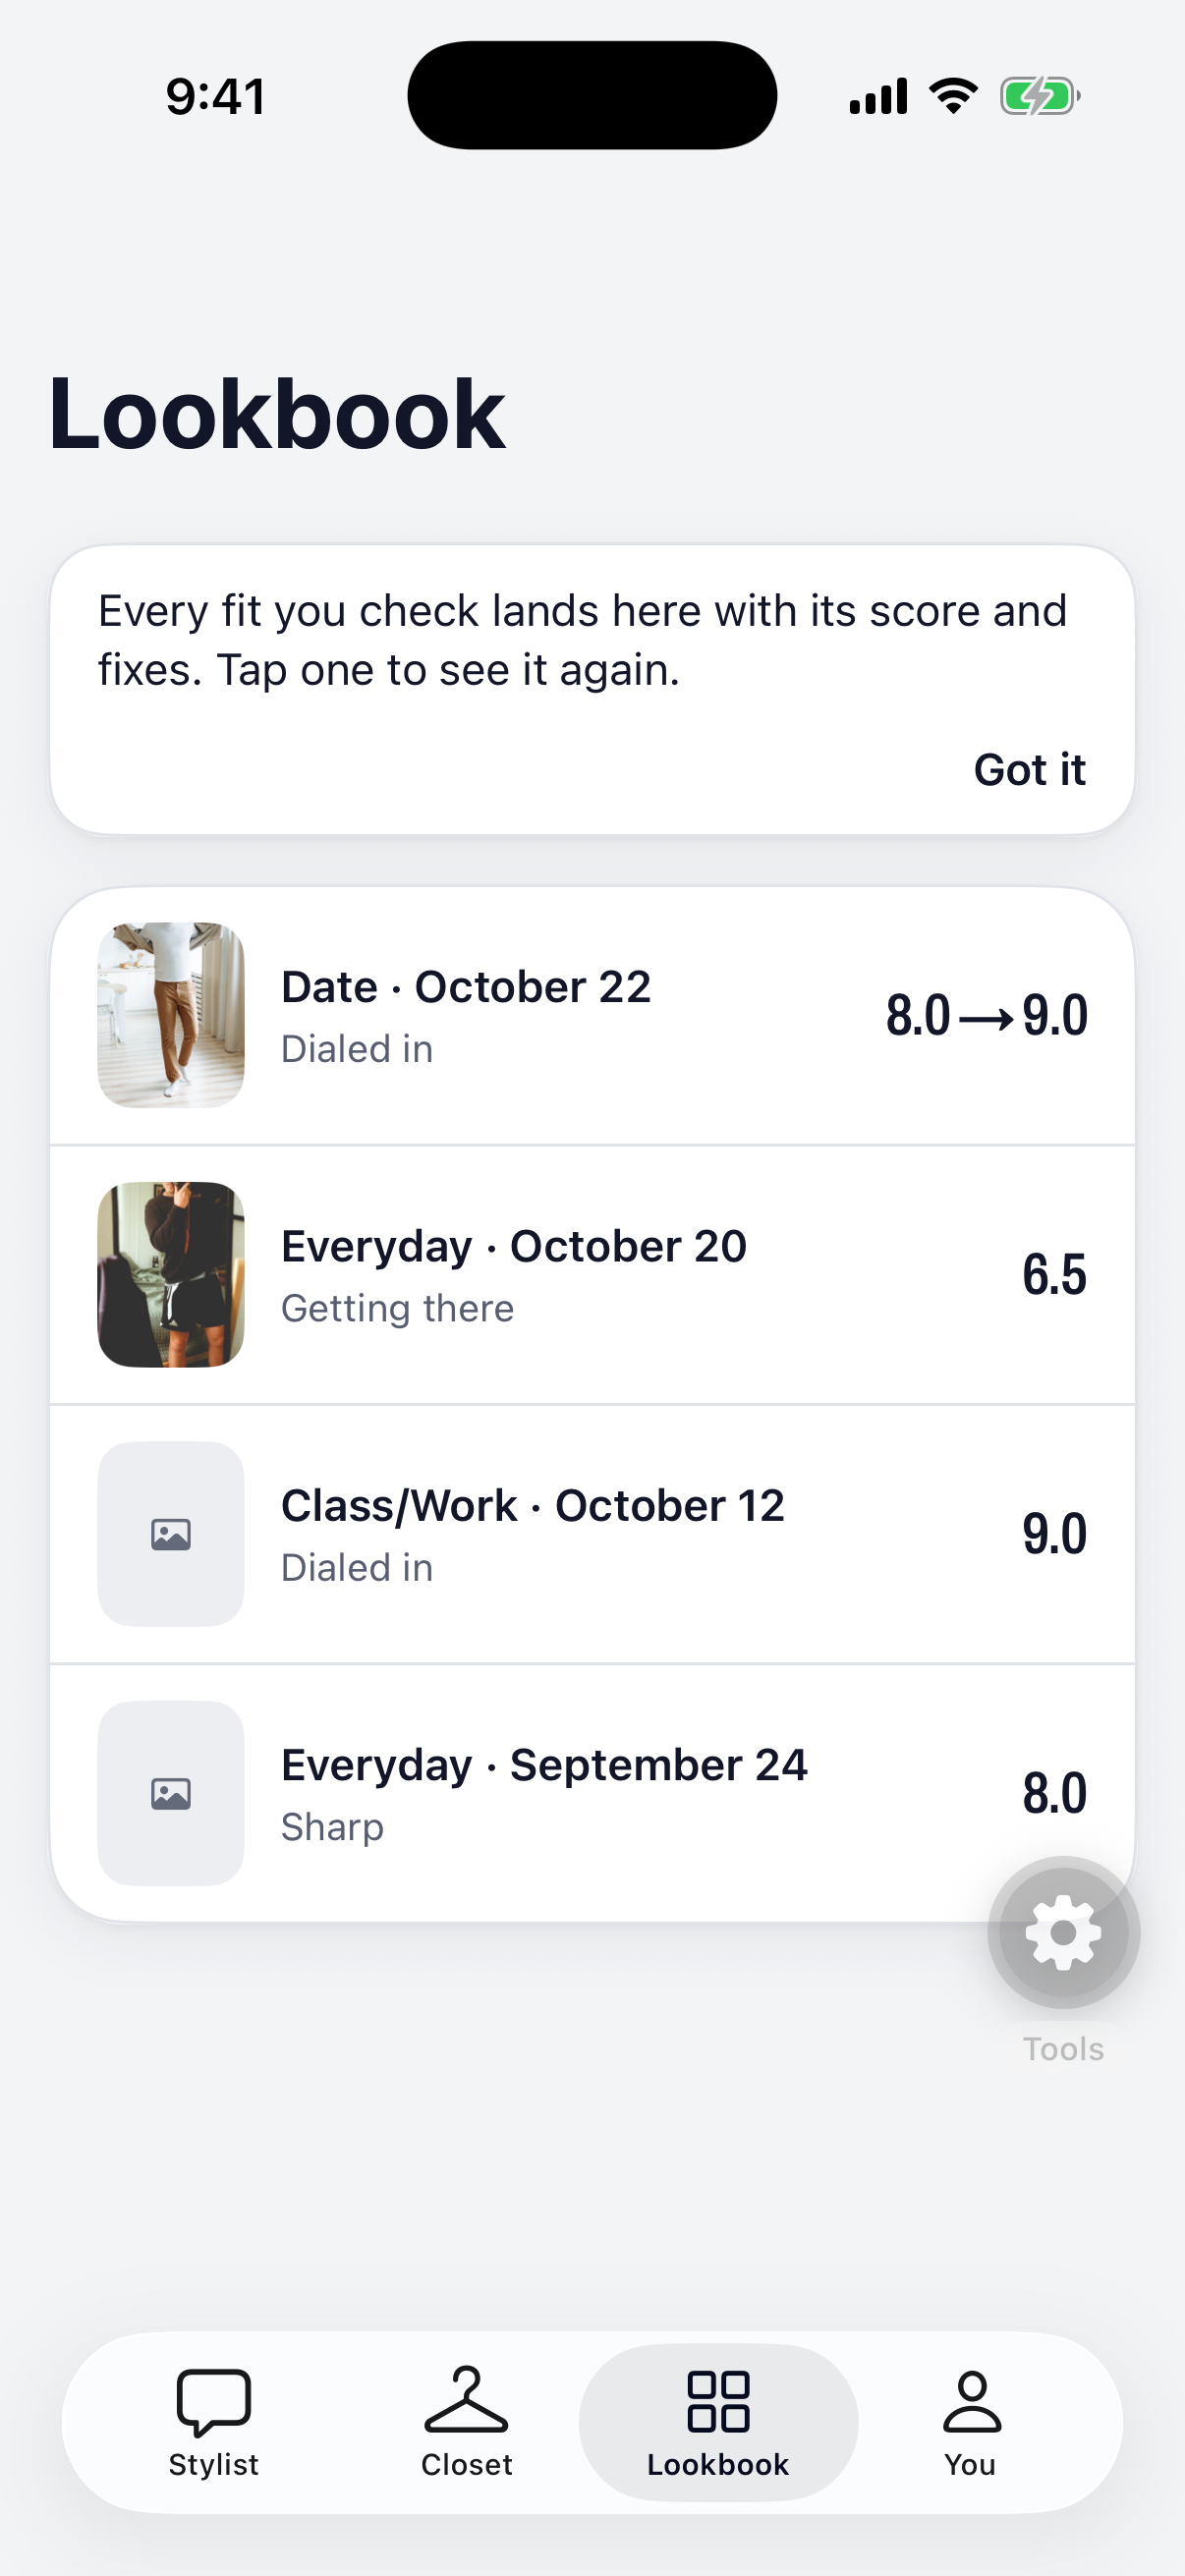 9:41
Lookbook
Every fit you check lands here with its score and
fixes. Tap one to see it again.
Got it
Date · October 22
Dialed in
8.0→9.0
Everyday · October 20
Getting there
6.5
Class/Work · October 12
Dialed in
9.0
Everyday · September 24
Sharp
8.0
Tools
Stylist
Closet
Lookbook
You